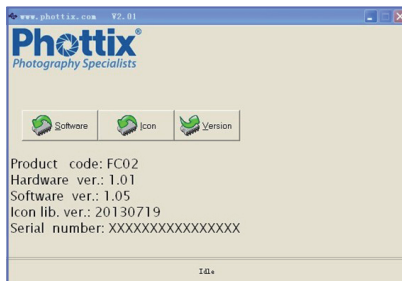 www.phottix.com V2.01
Phottix®
Photography Specialists
Software Icon Version
Product code: FC02
Hardware ver.: 1.01
Software ver.: 1.05
Icon lib. ver.: 20130719
Serial number: XXXXXXXXXXXXXXXX
Idle